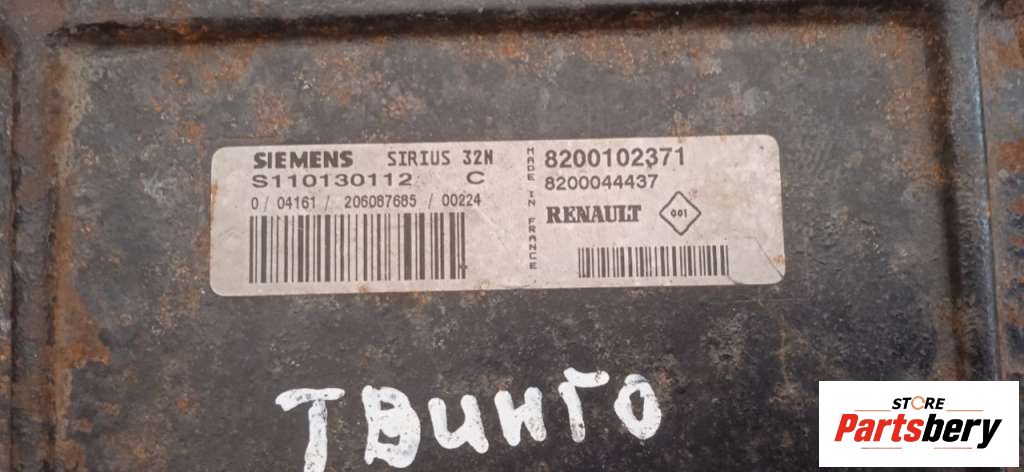 SIEMENS SIRIUS 32N
S110130112 C
0 / 04161 / 206087685 / 00224
MADE IN FRANCE
8200102371
8200044437
RENAULT 001
ТВИНГО
STORE
Partsbery